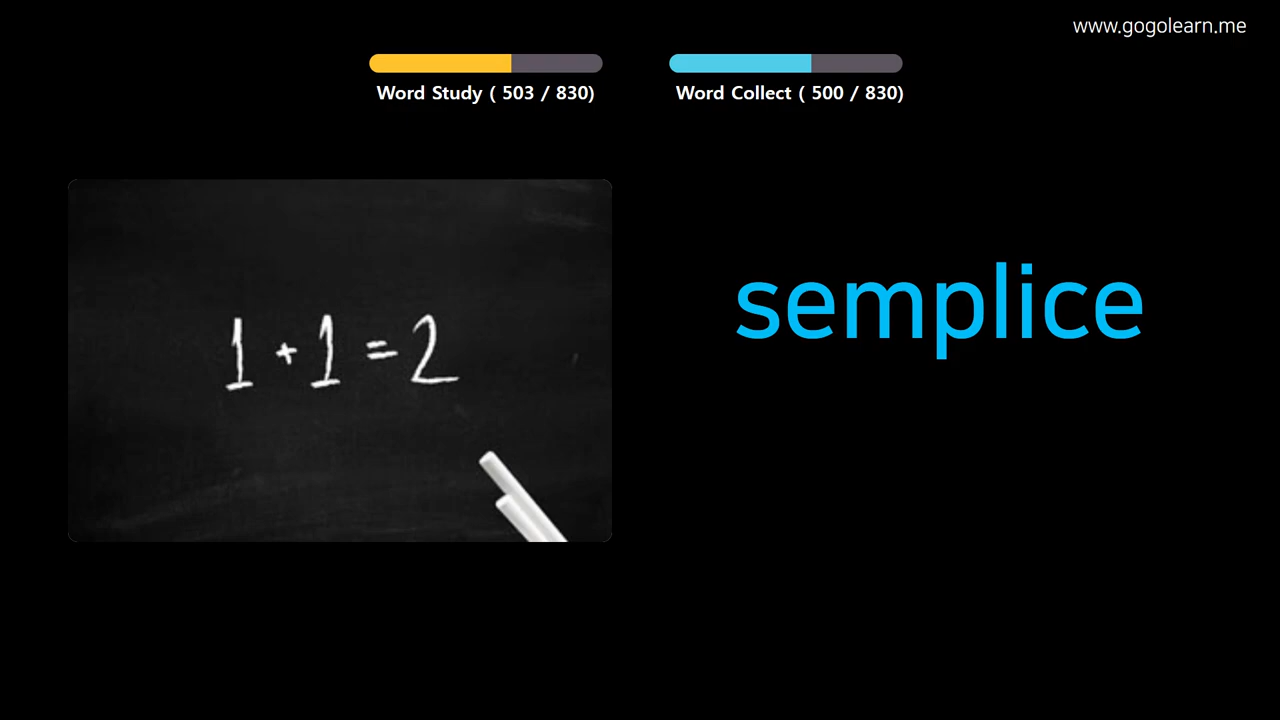 www.gogolearn.me
Word Study ( 503 / 830)
Word Collect ( 500 / 830)
1 + 1 = 2
semplice